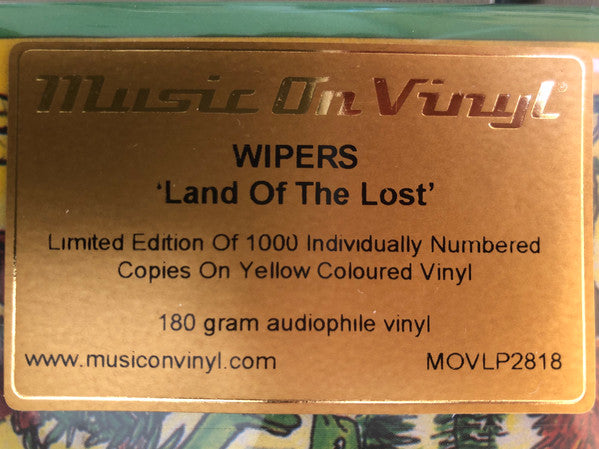 Music On Vinyl®
WIPERS
'Land Of The Lost'
Limited Edition Of 1000 Individually Numbered
Copies On Yellow Coloured Vinyl
180 gram audiophile vinyl
www.musiconvinyl.com MOVLP2818